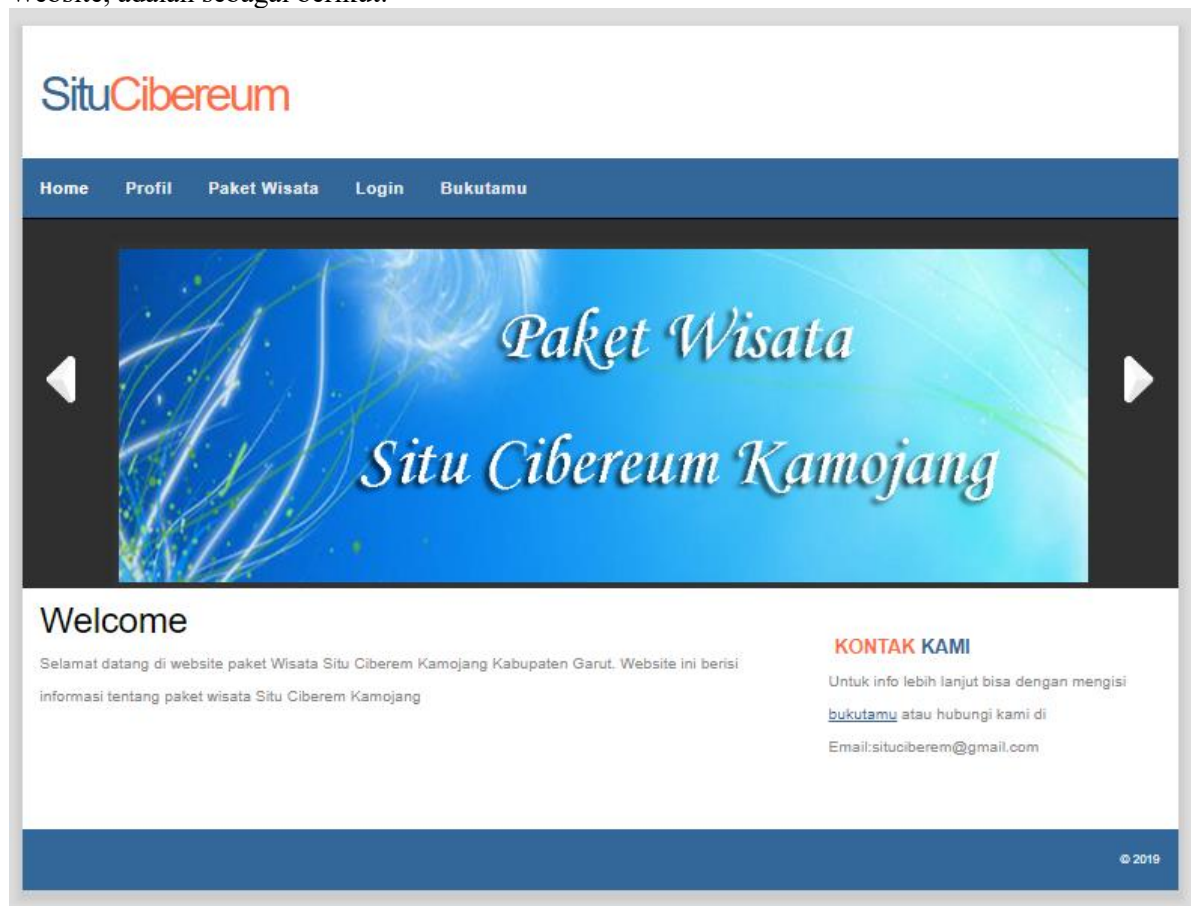 Website, adalah sebagai berikut:
SituCibereum
Home Profil Paket Wisata Login Bukutamu
Paket Wisata
Situ Cibereum Kamojang
Welcome
Selamat datang di website paket Wisata Situ Ciberem Kamojang Kabupaten Garut. Website ini berisi
informasi tentang paket wisata Situ Ciberem Kamojang
KONTAK KAMI
Untuk info lebih lanjut bisa dengan mengisi
bukutamu atau hubungi kami di
Email:situciberem@gmail.com
© 2019